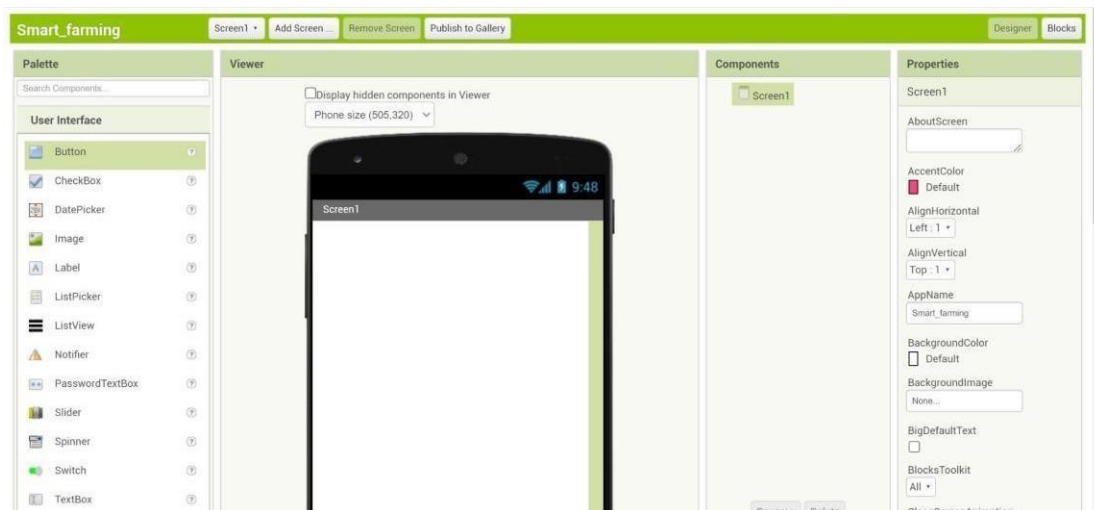 Smart_farming
Screen1
Add Screen ...
Remove Screen
Publish to Gallery
Designer
Blocks
Palette
Search Components...
User Interface
Button
CheckBox
DatePicker
Image
Label
ListPicker
ListView
Notifier
PasswordTextBox
Slider
Spinner
Switch
TextBox
Viewer
Display hidden components in Viewer
Phone size (505,320)
9:48
Screen1
Components
Screen1
Rename
Delete
Properties
Screen1
AboutScreen
AccentColor
Default
AlignHorizontal
Left : 1
AlignVertical
Top : 1
AppName
Smart_farming
BackgroundColor
Default
BackgroundImage
None...
BigDefaultText
BlocksToolkit
All